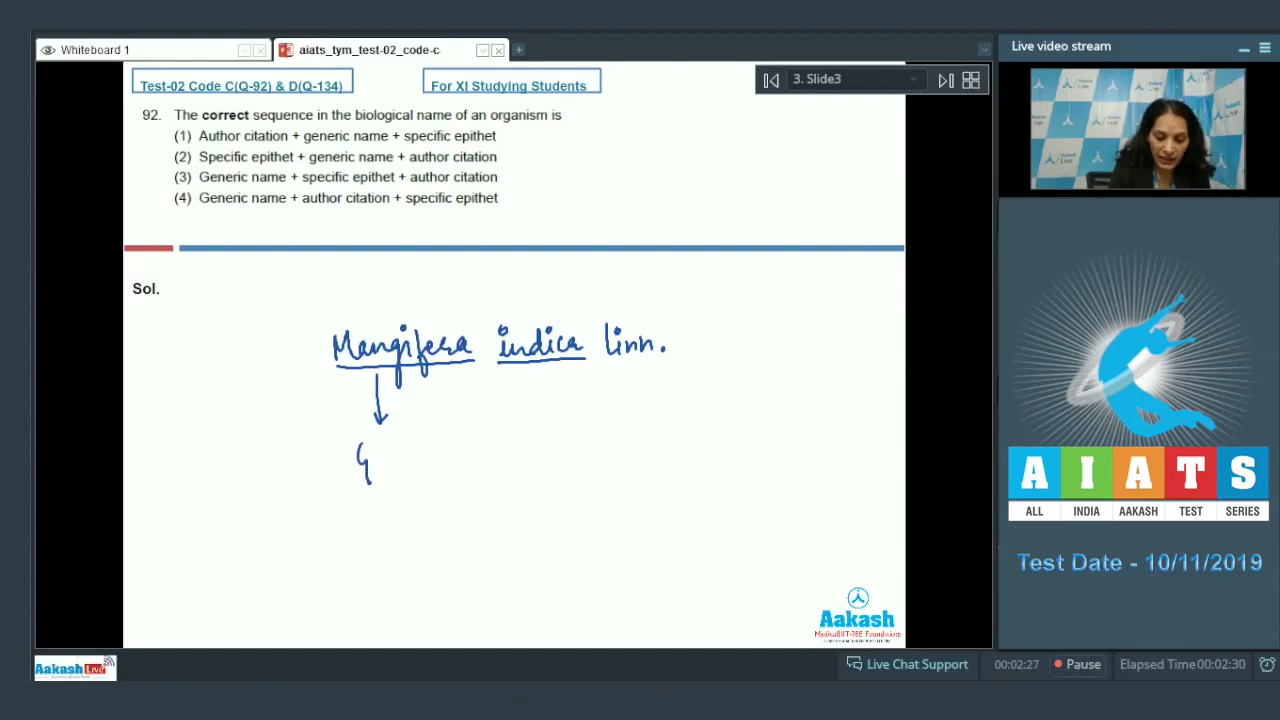 Whiteboard 1
aiats_tym_test-02_code-c
Live video stream
Test-02 Code C(Q-92) & D(Q-134)
For XI Studying Students
3. Slide3
92. The correct sequence in the biological name of an organism is
(1) Author citation + generic name + specific epithet
(2) Specific epithet + generic name + author citation
(3) Generic name + specific epithet + author citation
(4) Generic name + author citation + specific epithet
Sol.
Mangifera indica linn.
A I A T S
ALL INDIA AAKASH TEST SERIES
Test Date - 10/11/2019
Aakash
Medical|IIT-JEE|Foundations
Aakash Live
Live Chat Support
00:02:27
Pause
Elapsed Time 00:02:30